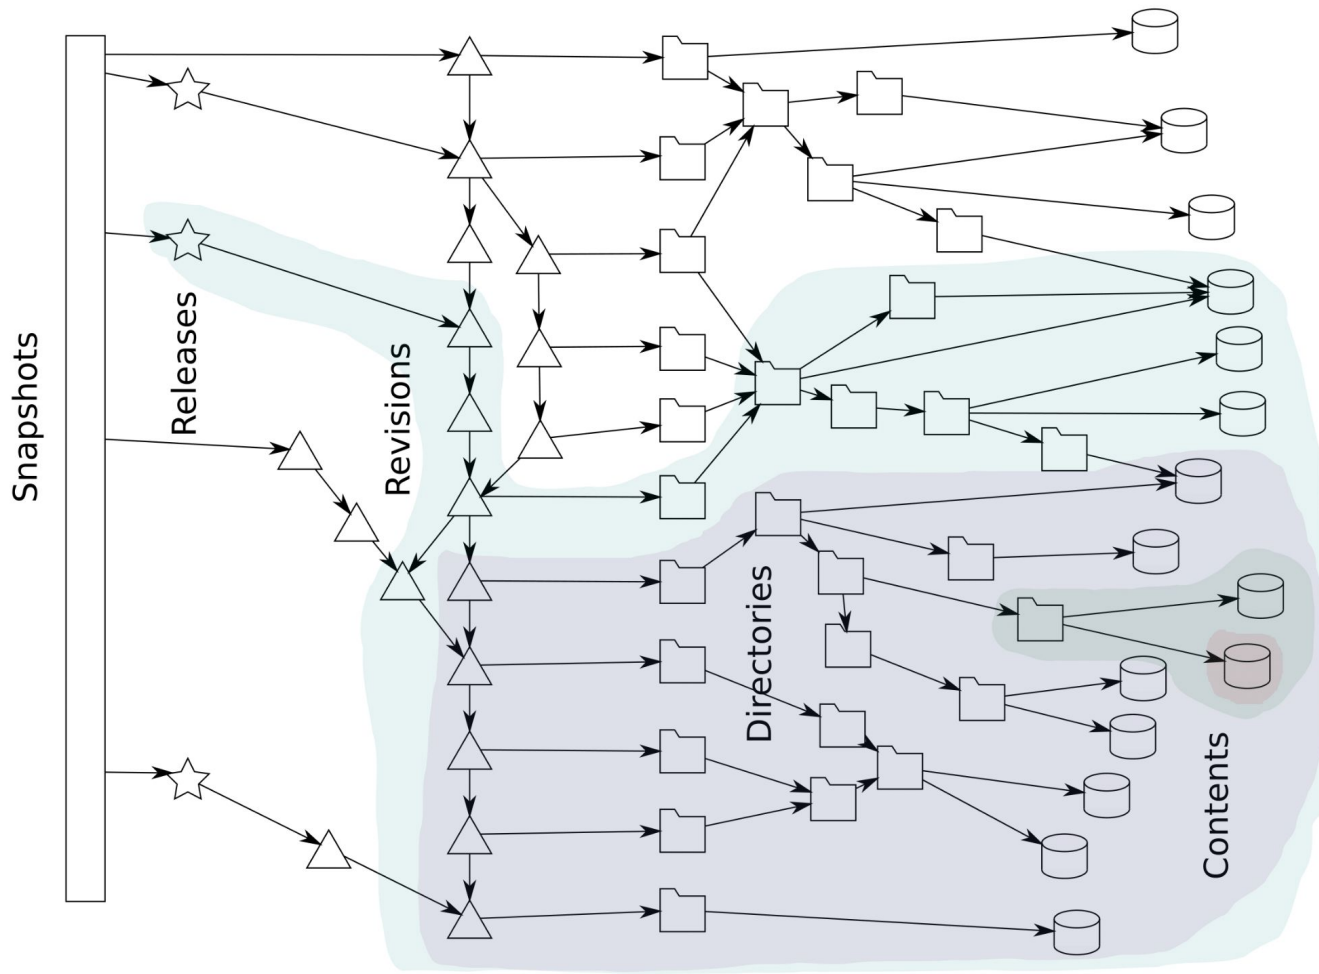 Snapshots
Releases
Revisions
Directories
Contents